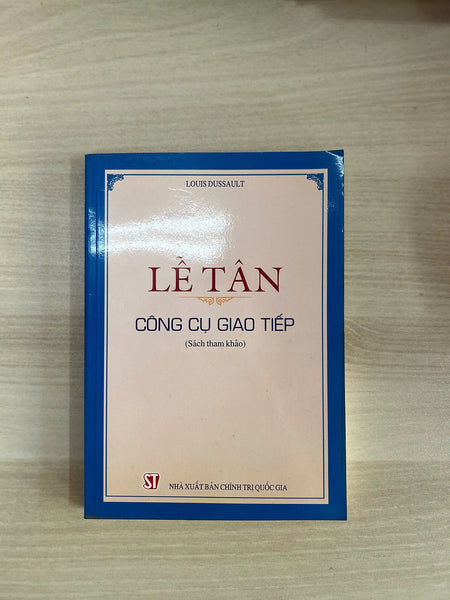 LOUIS DUSSAULT
LỄ TÂN
CÔNG CỤ GIAO TIẾP
(Sách tham khảo)
ST
NHÀ XUẤT BẢN CHÍNH TRỊ QUỐC GIA